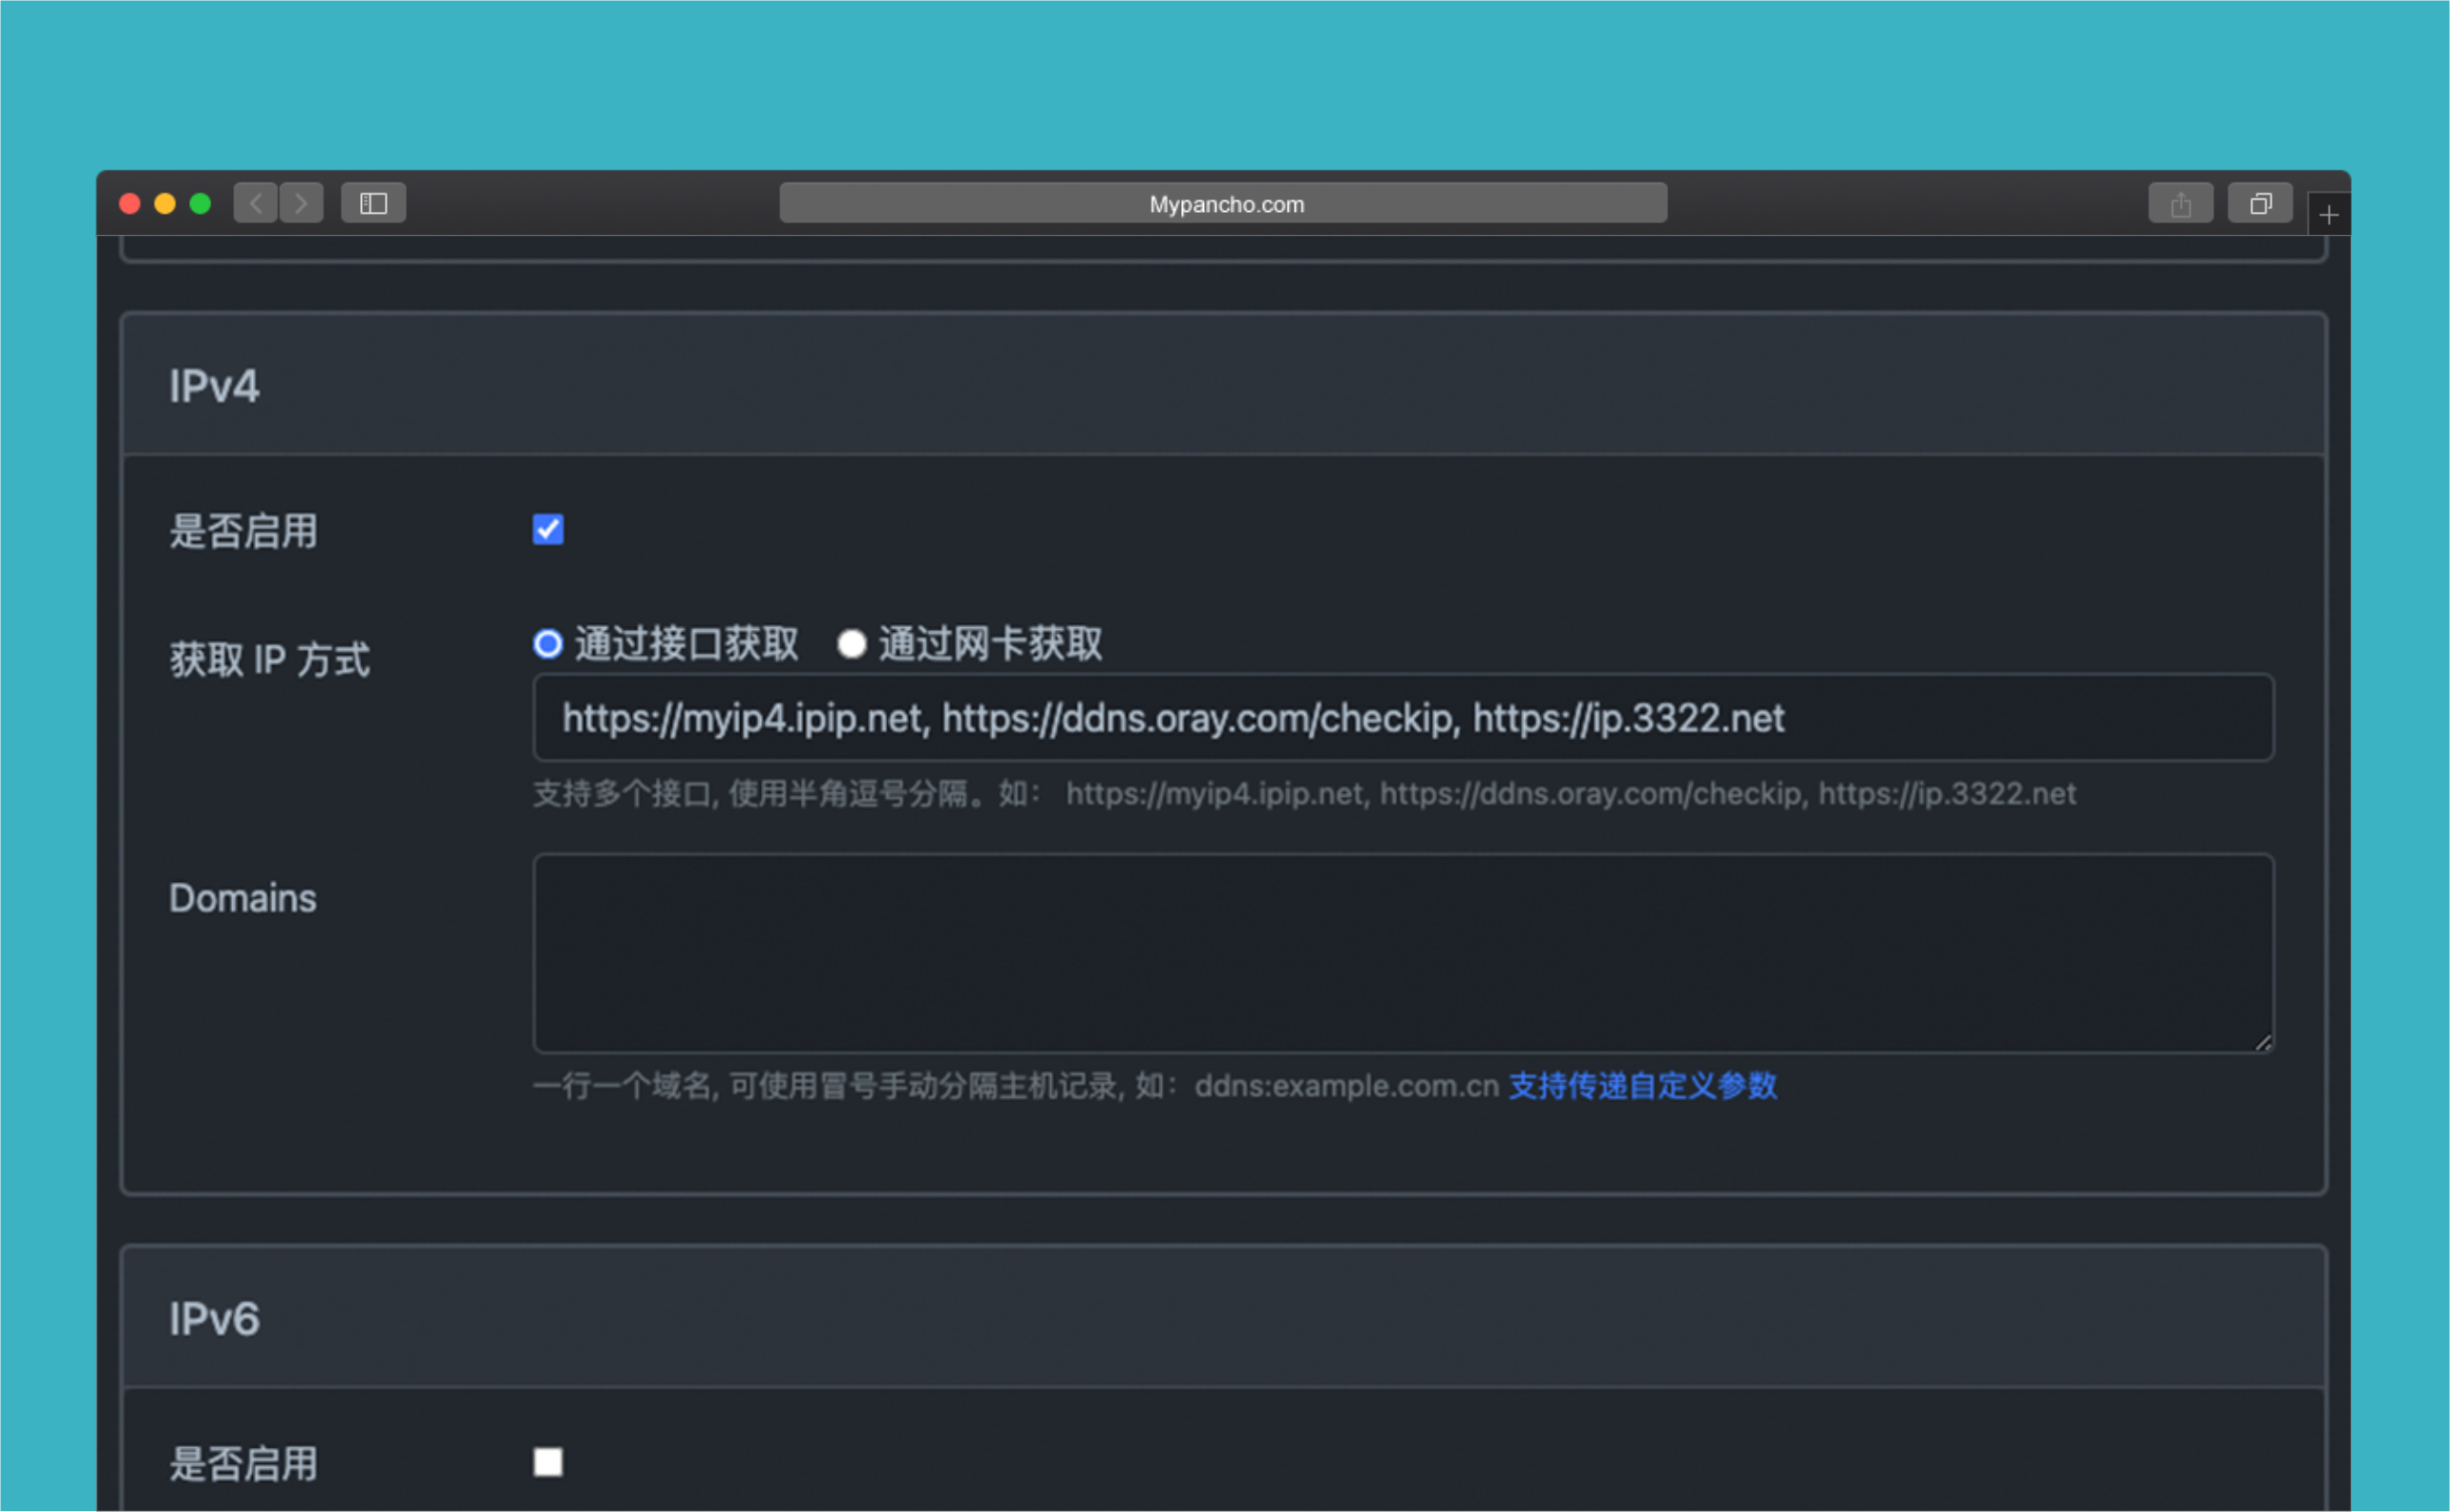 Mypancho.com
IPv4
是否启用
获取 IP 方式
通过接口获取 通过网卡获取
https://myip4.ipip.net, https://ddns.oray.com/checkip, https://ip.3322.net
支持多个接口, 使用半角逗号分隔。如： https://myip4.ipip.net, https://ddns.oray.com/checkip, https://ip.3322.net
Domains
一行一个域名, 可使用冒号手动分隔主机记录, 如：ddns:example.com.cn 支持传递自定义参数
IPv6
是否启用